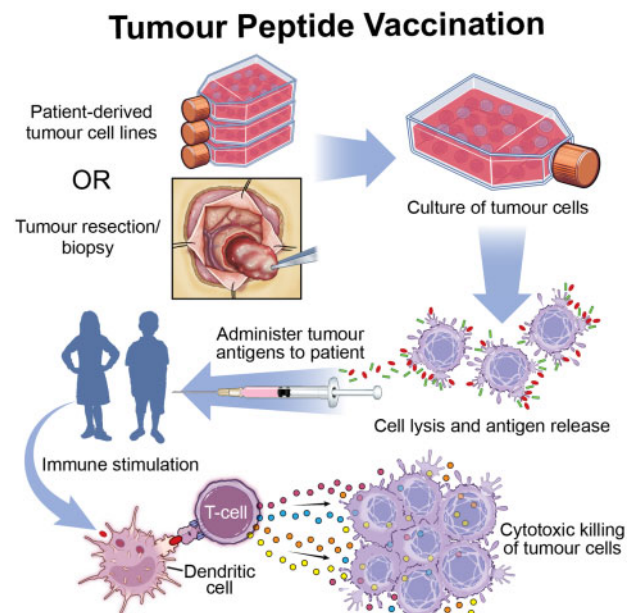 Tumour Peptide Vaccination
Patient-derived
tumour cell lines
OR
Tumour resection/
biopsy
Culture of tumour cells
Administer tumour
antigens to patient
Cell lysis and antigen release
Immune stimulation
T-cell
Dendritic
cell
Cytotoxic killing
of tumour cells